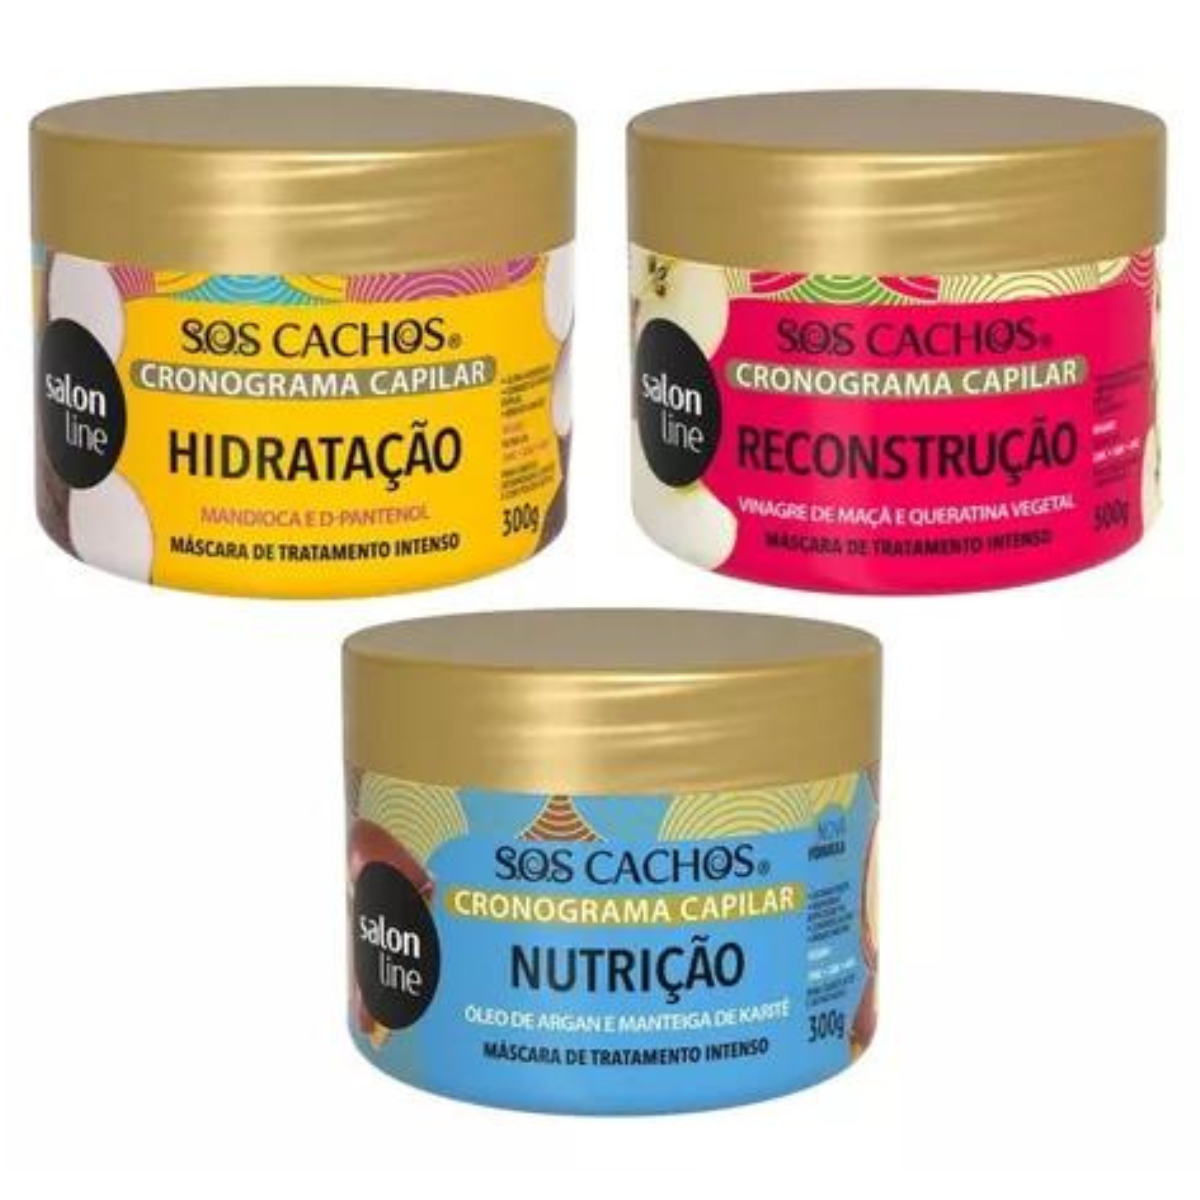 S.O.S CACHOS®
CRONOGRAMA CAPILAR
salon
line
HIDRATAÇÃO
MANDIOCA E D-PANTENOL
300g
MÁSCARA DE TRATAMENTO INTENSO
S.O.S CACHOS®
CRONOGRAMA CAPILAR
salon
line
RECONSTRUÇÃO
VINAGRE DE MAÇÃ E QUERATINA VEGETAL
300g
MÁSCARA DE TRATAMENTO INTENSO
NOVA
FÓRMULA
S.O.S CACHOS®
CRONOGRAMA CAPILAR
salon
line
NUTRIÇÃO
ÓLEO DE ARGAN E MANTEIGA DE KARITÉ
300g
MÁSCARA DE TRATAMENTO INTENSO